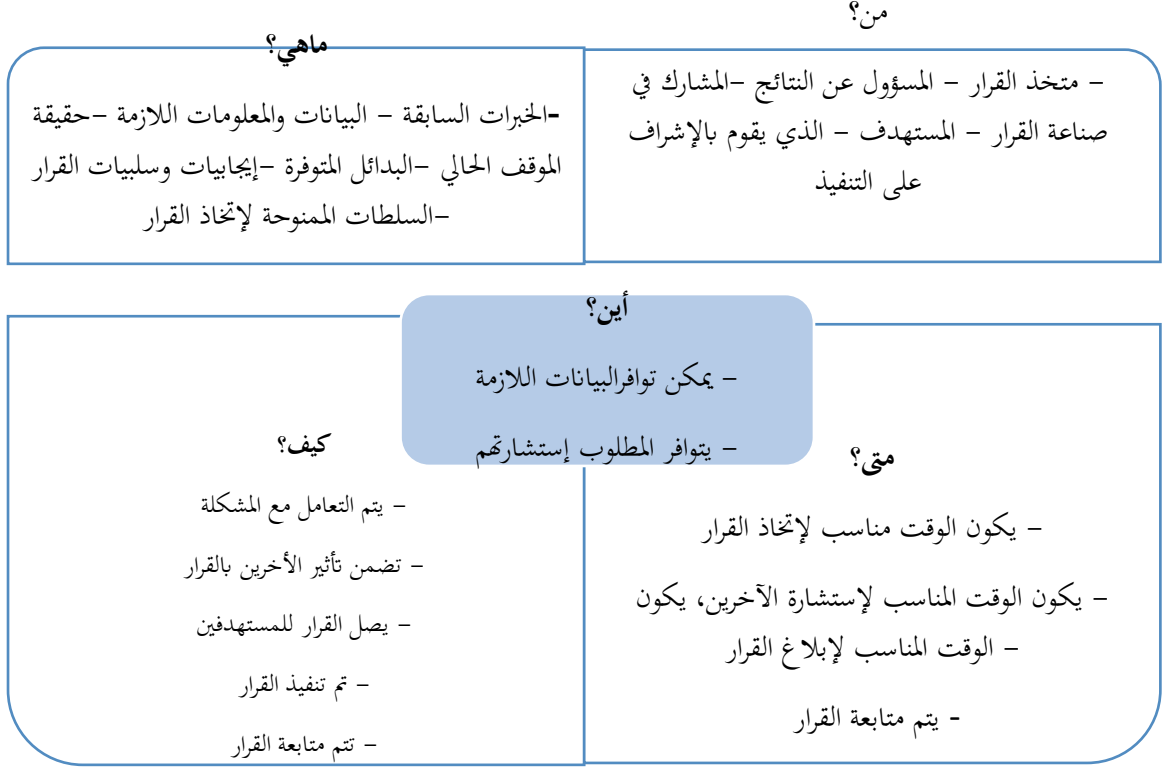 من؟
– متخذ القرار – المسؤول عن النتائج –المشارك في
صناعة القرار – المستهدف – الذي يقوم بالإشراف
على التنفيذ
ماهي؟
-الخبرات السابقة – البيانات والمعلومات اللازمة –حقيقة
الموقف الحالي –البدائل المتوفرة –إيجابيات وسلبيات القرار
–السلطات الممنوحة لإتخاذ القرار
أين؟
– يمكن توافرالبيانات اللازمة
– يتوافر المطلوب إستشارتهم
متى؟
– يكون الوقت مناسب لإتخاذ القرار
– يكون الوقت المناسب لإستشارة الآخرين، يكون
– الوقت المناسب لإبلاغ القرار
- يتم متابعة القرار
كيف؟
– يتم التعامل مع المشكلة
– تضمن تأثير الأخرين بالقرار
– يصل القرار للمستهدفين
– تم تنفيذ القرار
– تتم متابعة القرار